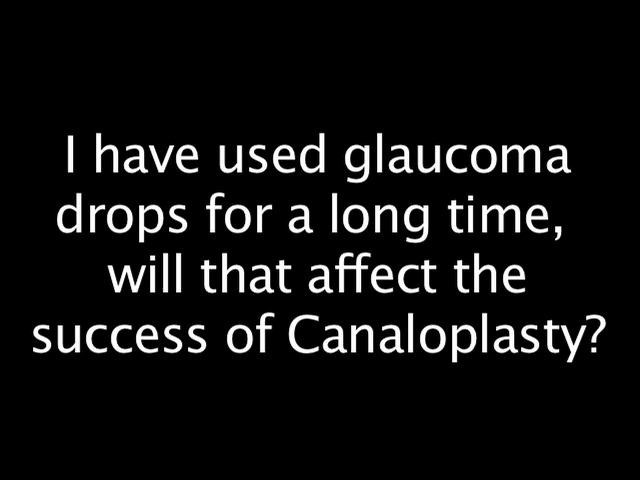 I have used glaucoma
drops for a long time,
will that affect the
success of Canaloplasty?